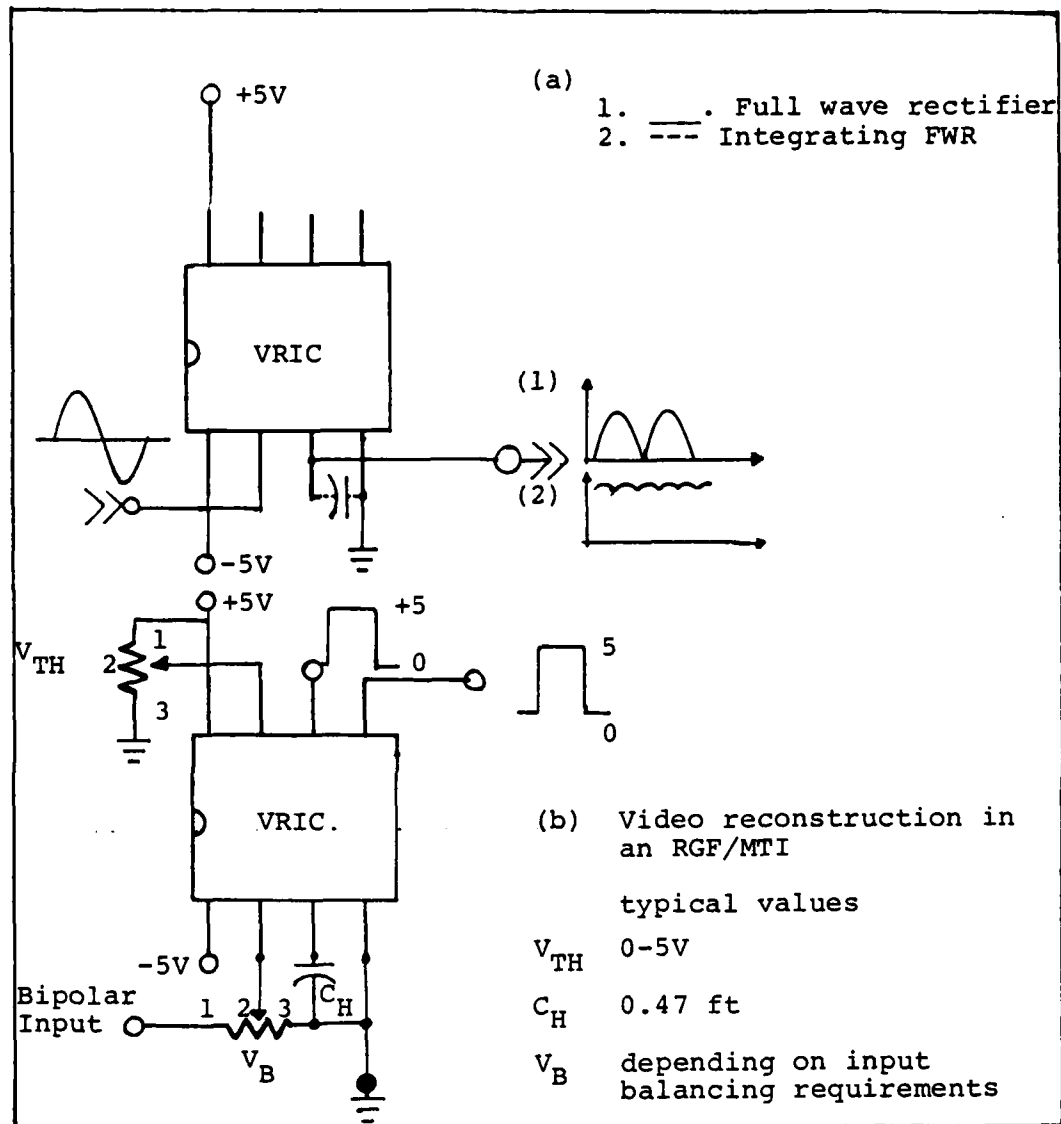 +5V
(a)
1. ___. Full wave rectifier
2. --- Integrating FWR
VRIC
(1)
(2)
-5V
+5V
+5
0
V_TH
1
2
3
5
0
VRIC.
(b) Video reconstruction in
an RGF/MTI
typical values
V_TH 0-5V
-5V
C_H
Bipolar
Input
1 2 3
V_B
C_H 0.47 ft
V_B depending on input
balancing requirements